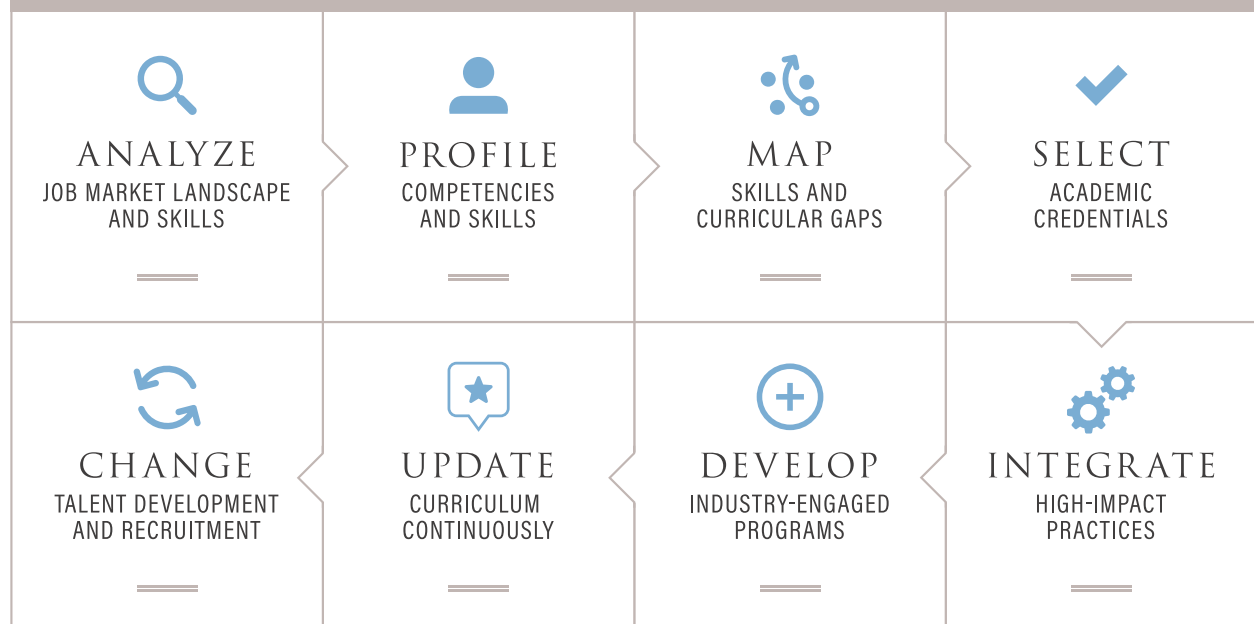 ANALYZE
JOB MARKET LANDSCAPE
AND SKILLS
PROFILE
COMPETENCIES
AND SKILLS
MAP
SKILLS AND
CURRICULAR GAPS
SELECT
ACADEMIC
CREDENTIALS
INTEGRATE
HIGH-IMPACT
PRACTICES
DEVELOP
INDUSTRY-ENGAGED
PROGRAMS
UPDATE
CURRICULUM
CONTINUOUSLY
CHANGE
TALENT DEVELOPMENT
AND RECRUITMENT